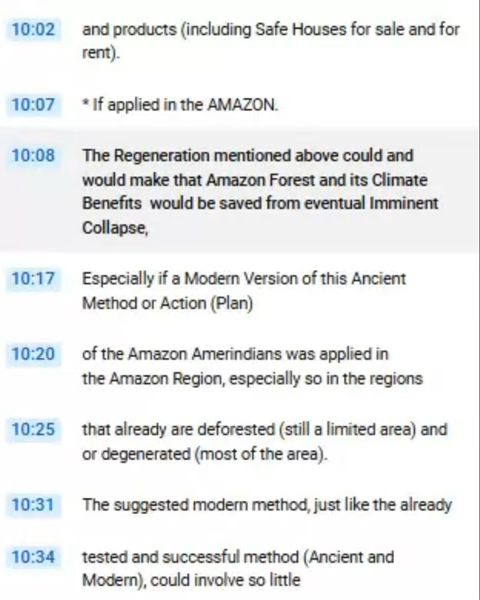 10:02 and products (including Safe Houses for sale and for
rent).
10:07 * If applied in the AMAZON.
10:08 The Regeneration mentioned above could and
would make that Amazon Forest and its Climate
Benefits  would be saved from eventual Imminent
Collapse,
10:17 Especially if a Modern Version of this Ancient
Method or Action (Plan)
10:20 of the Amazon Amerindians was applied in
the Amazon Region, especially so in the regions
10:25 that already are deforested (still a limited area) and
or degenerated (most of the area).
10:31 The suggested modern method, just like the already
10:34 tested and successful method (Ancient and
Modern), could involve so little